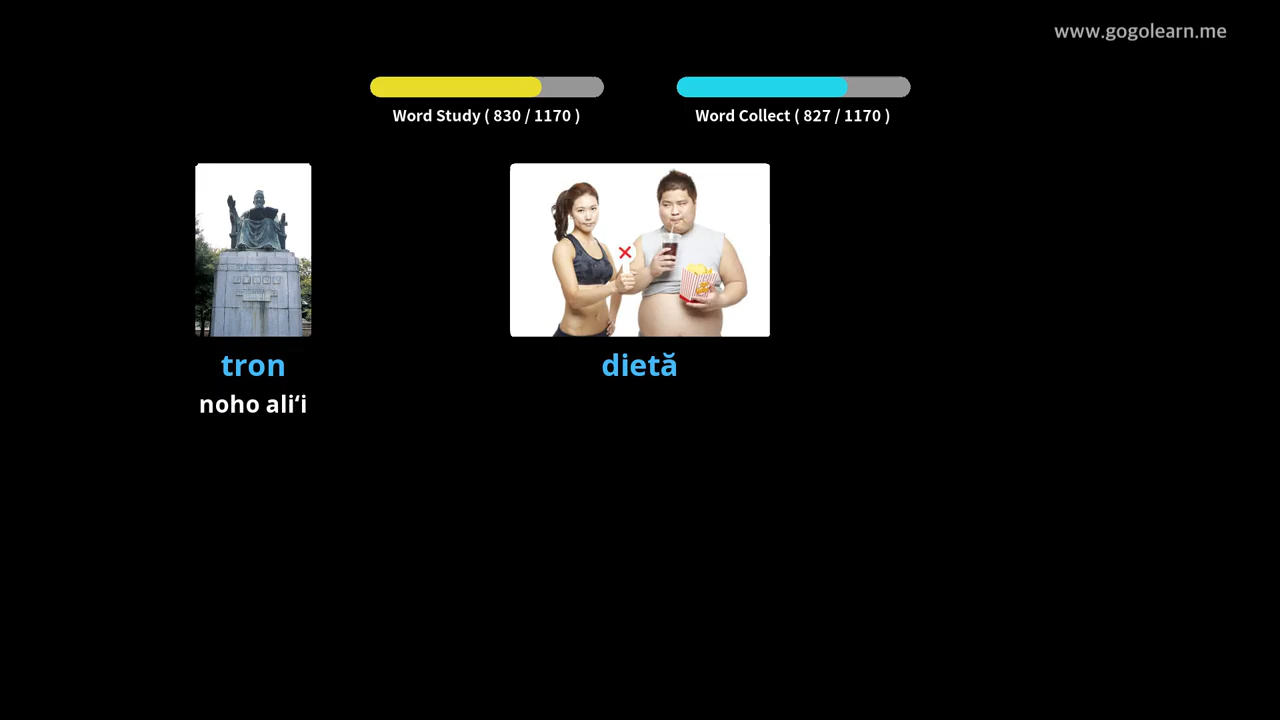 www.gogolearn.me
Word Study ( 830 / 1170 )
Word Collect ( 827 / 1170 )
tron
dietă
noho aliʻi